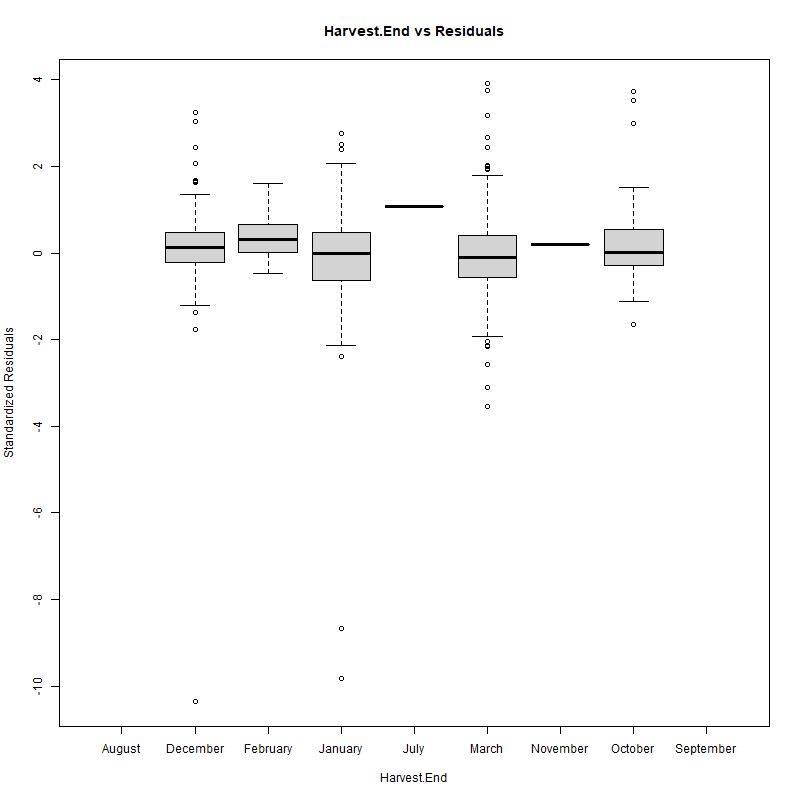 Harvest.End vs Residuals
Standardized Residuals
4
2
0
-2
-4
-6
-8
-10
August December February January July March November October September
Harvest.End